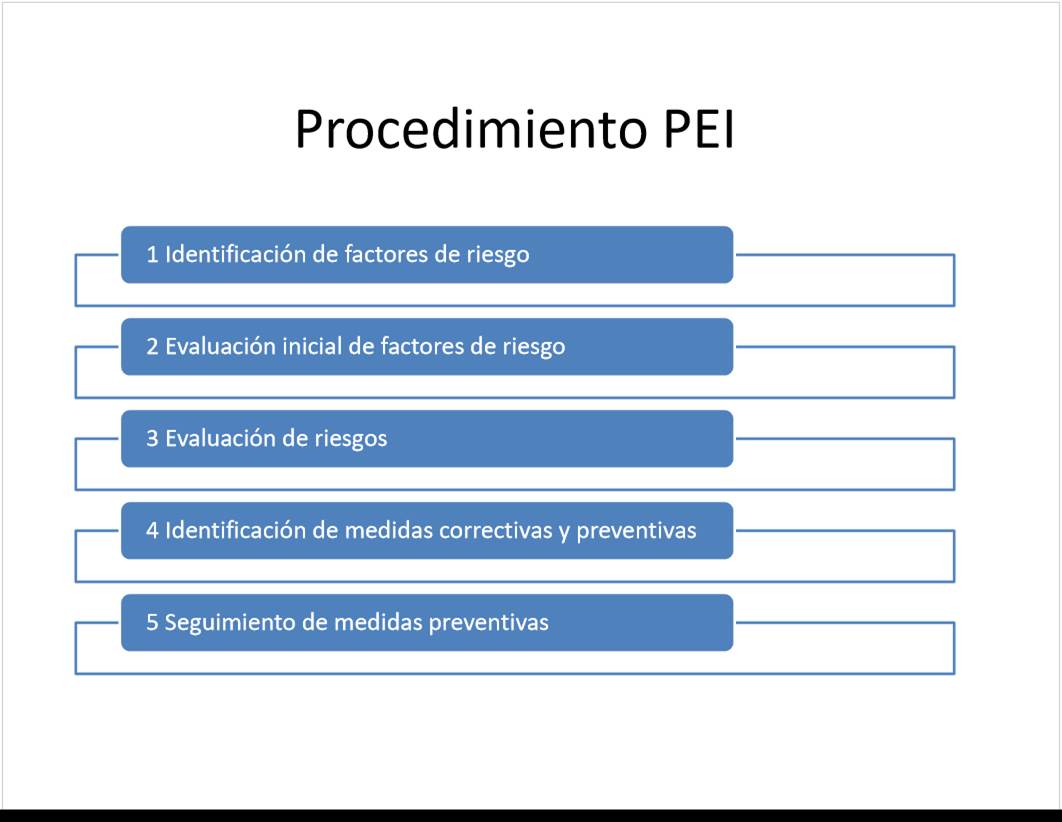 Procedimiento PEI
1 Identificación de factores de riesgo
2 Evaluación inicial de factores de riesgo
3 Evaluación de riesgos
4 Identificación de medidas correctivas y preventivas
5 Seguimiento de medidas preventivas